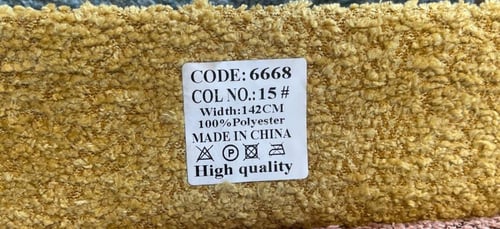 CODE: 6668
COL NO.: 15 #
Width:142CM
100%Polyester
MADE IN CHINA
P
High quality